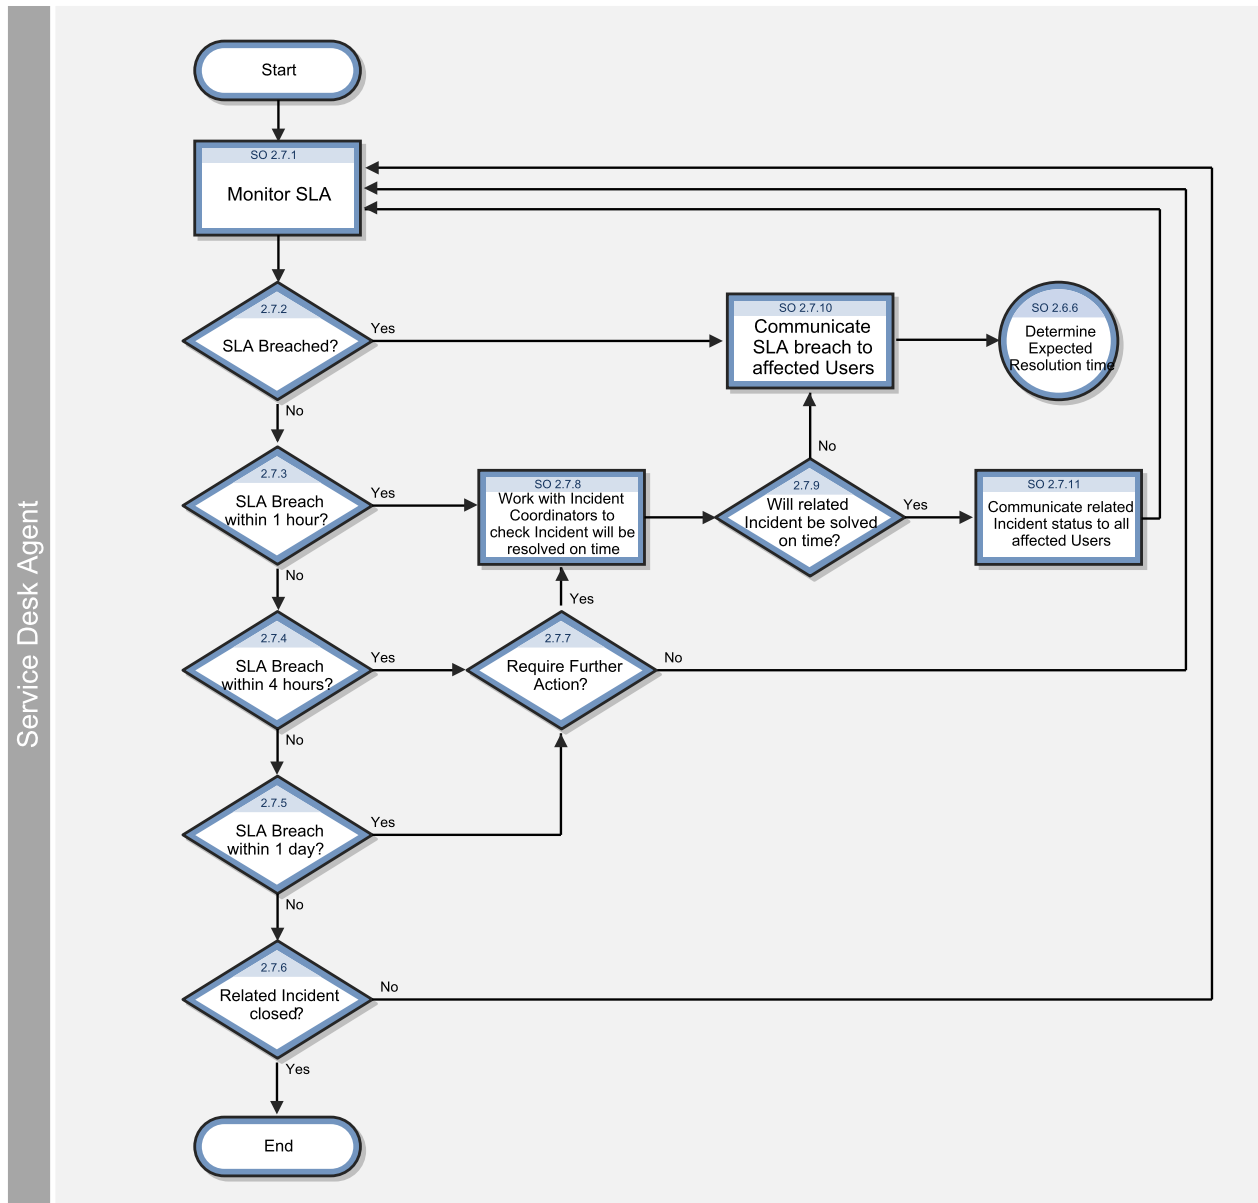 Service Desk Agent
Start
SO 2.7.1
Monitor SLA
2.7.2
SLA Breached?
Yes
No
SO 2.7.10
Communicate
SLA breach to
affected Users
SO 2.6.6
Determine
Expected
Resolution time
2.7.3
SLA Breach
within 1 hour?
Yes
No
SO 2.7.8
Work with Incident
Coordinators to
check Incident will be
resolved on time
2.7.9
Will related
Incident be solved
on time?
No
Yes
SO 2.7.11
Communicate related
Incident status to all
affected Users
2.7.4
SLA Breach
within 4 hours?
Yes
No
2.7.7
Require Further
Action?
Yes
No
2.7.5
SLA Breach
within 1 day?
Yes
No
2.7.6
Related Incident
closed?
No
Yes
End